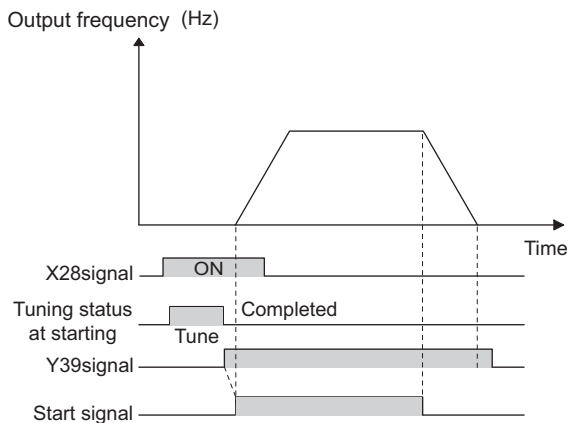 Output frequency (Hz)
Time
X28signal
ON
Tuning status
at starting
Tune
Completed
Y39signal
Start signal